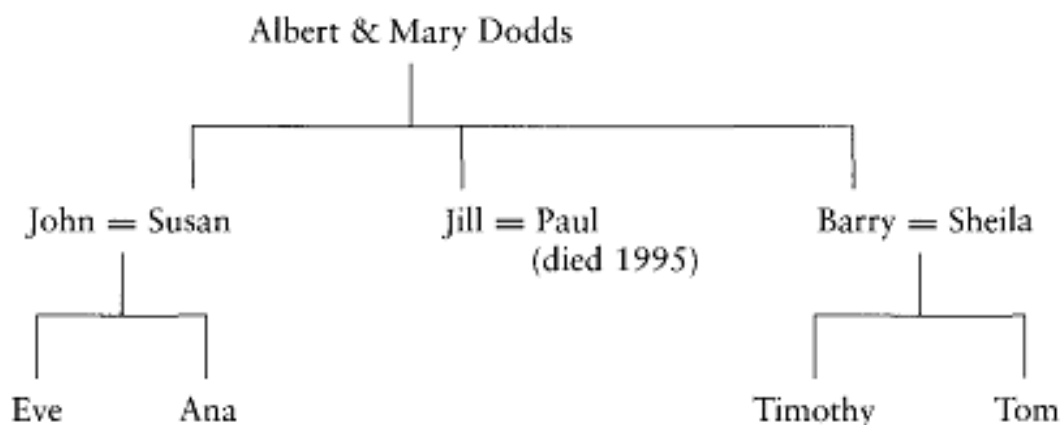 Albert & Mary Dodds
John = Susan
Jill = Paul
(died 1995)
Barry = Sheila
Eve
Ana
Timothy
Tom